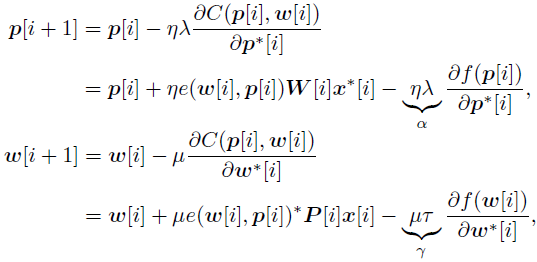 p[i + 1] = p[i] − ηλ ∂C(p[i], w[i]) / ∂p*[i]
= p[i] + ηe(w[i], p[i])W[i]x*[i] − ηλ ∂f(p[i]) / ∂p*[i],
α
w[i + 1] = w[i] − μ ∂C(p[i], w[i]) / ∂w*[i]
= w[i] + μe(w[i], p[i])*P[i]x[i] − μτ ∂f(w[i]) / ∂w*[i],
γ